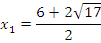 x₁ = (6 + 2√17) / 2